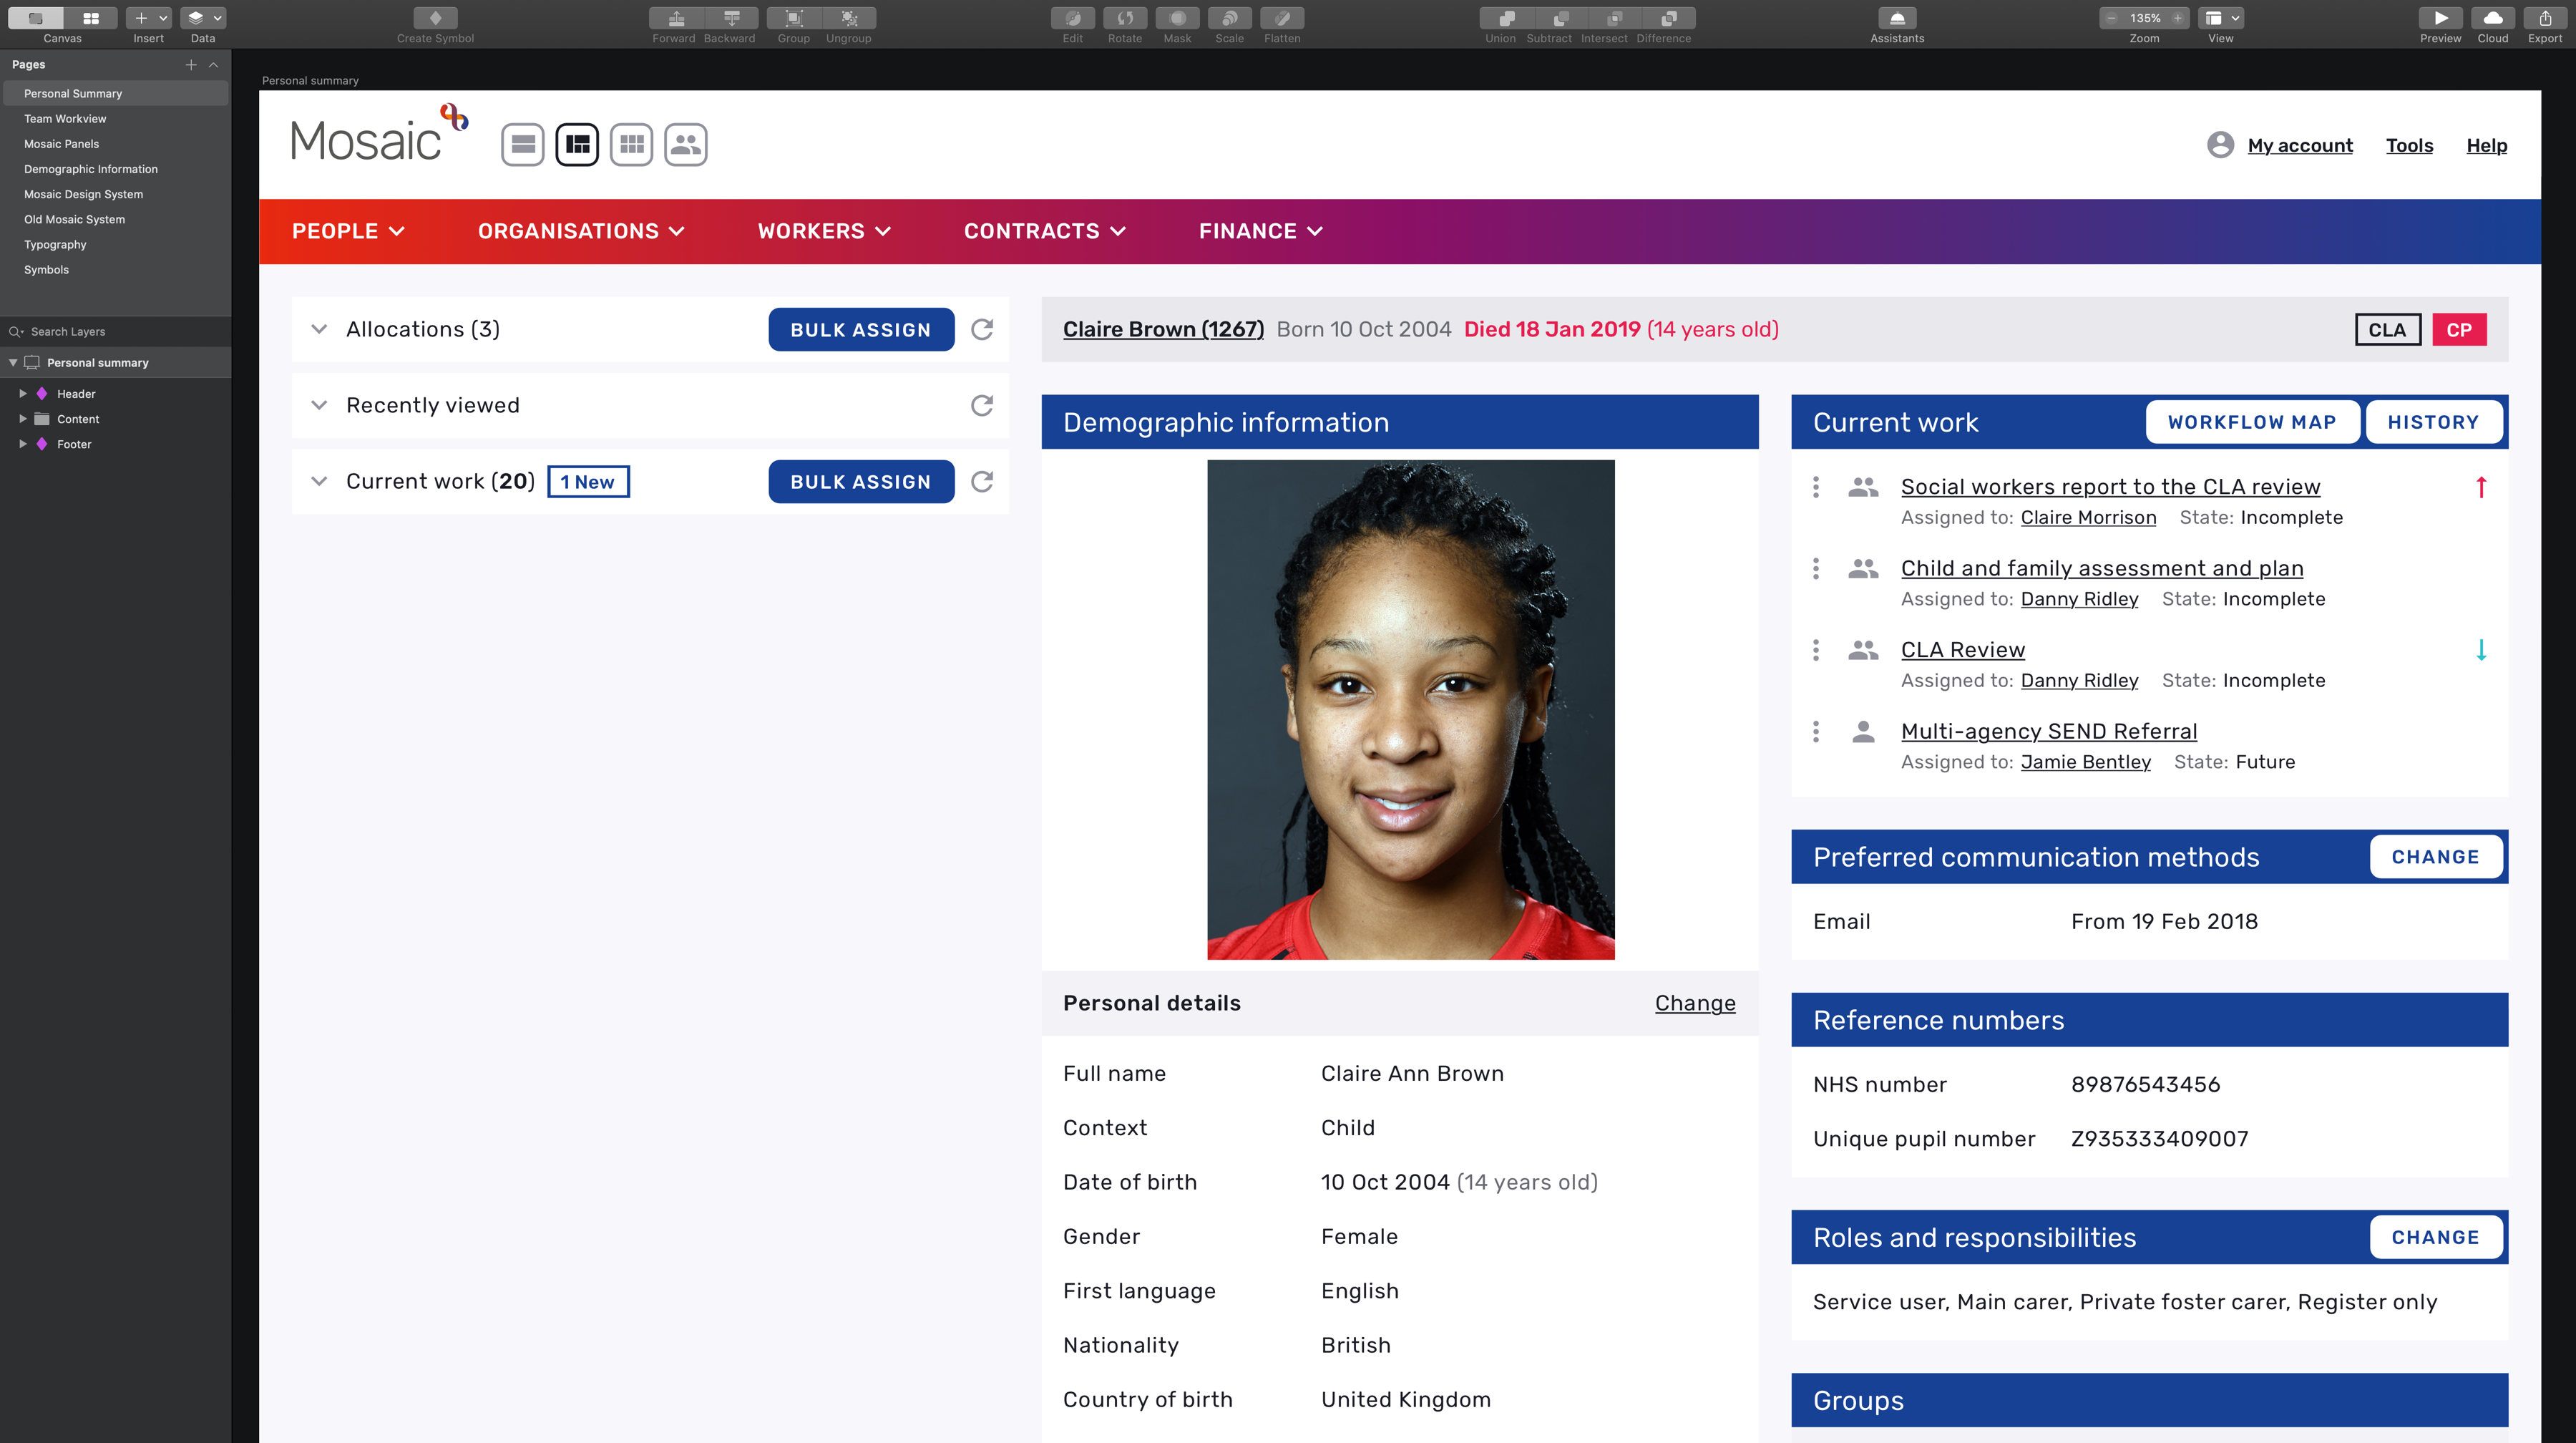 Canvas
Insert
Data
Create Symbol
Forward
Backward
Group
Ungroup
Edit
Rotate
Mask
Scale
Flatten
Union
Subtract
Intersect
Difference
Assistants
135%
Zoom
View
Preview
Cloud
Export
Pages
Personal Summary
Team Workview
Mosaic Panels
Demographic Information
Mosaic Design System
Old Mosaic System
Typography
Symbols
Search Layers
Personal summary
Header
Content
Footer
Personal summary
Mosaic
My account
Tools
Help
PEOPLE
ORGANISATIONS
WORKERS
CONTRACTS
FINANCE
Allocations (3)
BULK ASSIGN
Recently viewed
Current work (20) 1 New
BULK ASSIGN
Claire Brown (1267) Born 10 Oct 2004 Died 18 Jan 2019 (14 years old)
CLA
CP
Demographic information
Personal details
Change
Full name Claire Ann Brown
Context Child
Date of birth 10 Oct 2004 (14 years old)
Gender Female
First language English
Nationality British
Country of birth United Kingdom
Current work
WORKFLOW MAP
HISTORY
Social workers report to the CLA review
Assigned to: Claire Morrison State: Incomplete
Child and family assessment and plan
Assigned to: Danny Ridley State: Incomplete
CLA Review
Assigned to: Danny Ridley State: Incomplete
Multi-agency SEND Referral
Assigned to: Jamie Bentley State: Future
Preferred communication methods
CHANGE
Email From 19 Feb 2018
Reference numbers
NHS number 89876543456
Unique pupil number Z935333409007
Roles and responsibilities
CHANGE
Service user, Main carer, Private foster carer, Register only
Groups